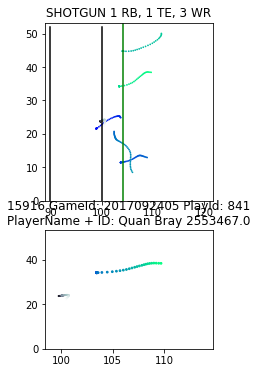 SHOTGUN 1 RB, 1 TE, 3 WR
50
40
30
20
10
0
90 100 110 120
15916 GameId: 2017092405 PlayId: 841
PlayerName + ID: Quan Bray 2553467.0
40
20
0
100 105 110